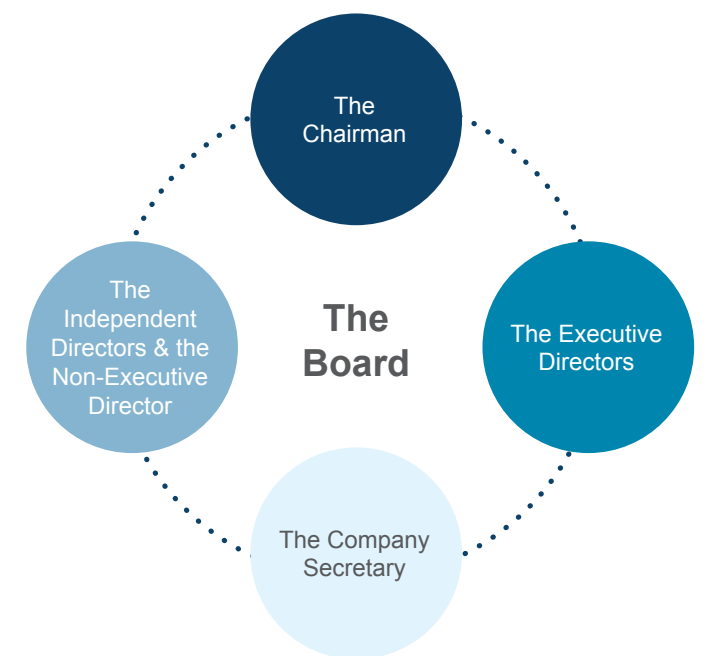 The
Chairman
The
Independent
Directors & the
Non-Executive
Director
The
Board
The Executive
Directors
The Company
Secretary